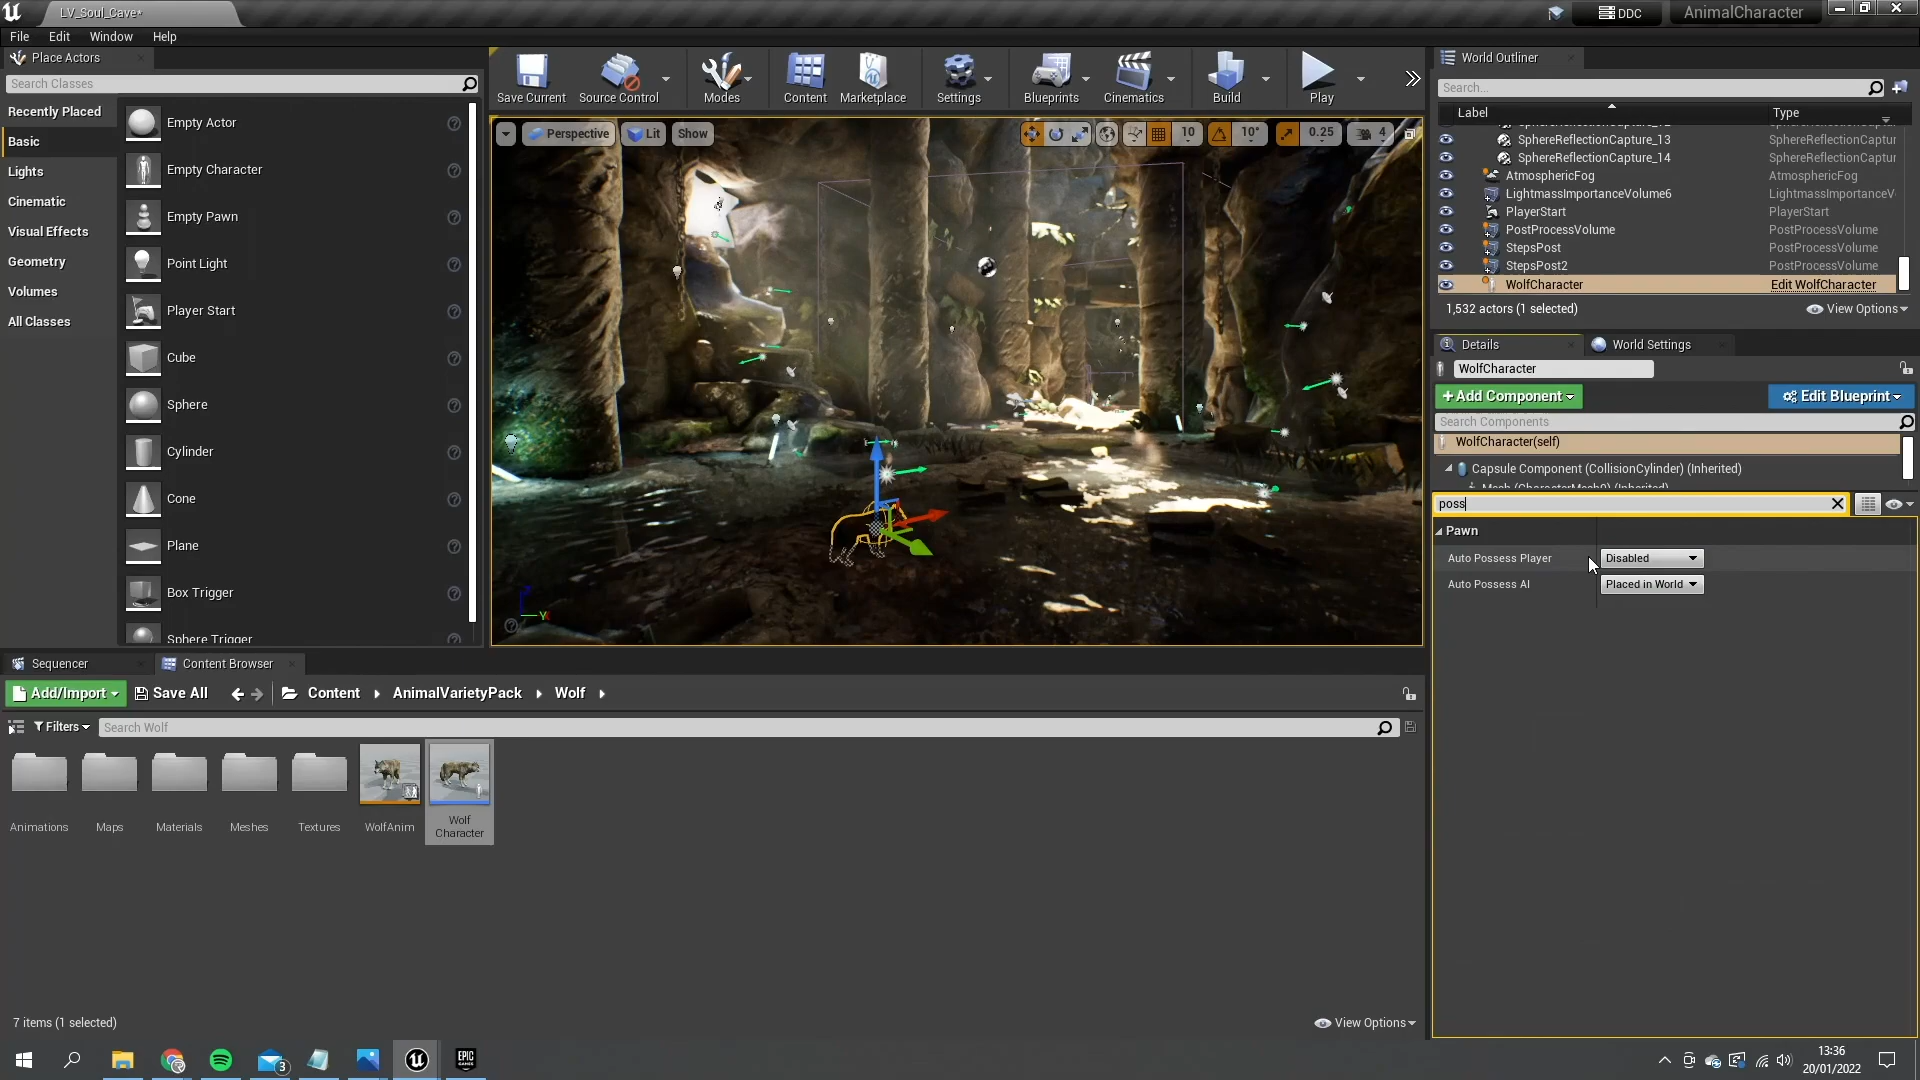 LV_Soul_Cave*
DDC
AnimalCharacter
File Edit Window Help
Place Actors
Search Classes
Recently Placed
Basic
Lights
Cinematic
Visual Effects
Geometry
Volumes
All Classes
Empty Actor
Empty Character
Empty Pawn
Point Light
Player Start
Cube
Sphere
Cylinder
Cone
Plane
Box Trigger
Sphere Trigger
Save Current Source Control Modes Content Marketplace Settings Blueprints Cinematics Build Play
Perspective Lit Show 10 10° 0.25 4
Y
World Outliner
Search...
Label Type
SphereReflectionCapture_12
SphereReflectionCapture_13 SphereReflectionCaptur
SphereReflectionCapture_14 SphereReflectionCaptur
AtmosphericFog AtmosphericFog
LightmassImportanceVolume6 LightmassImportanceV
PlayerStart PlayerStart
PostProcessVolume PostProcessVolume
StepsPost PostProcessVolume
StepsPost2 PostProcessVolume
WolfCharacter Edit WolfCharacter
1,532 actors (1 selected) View Options
Details World Settings
WolfCharacter
+Add Component Edit Blueprint
Search Components
WolfCharacter(self)
Capsule Component (CollisionCylinder) (Inherited)
Mesh (CharacterMesh0) (Inherited)
poss
Pawn
Auto Possess Player Disabled
Auto Possess AI Placed in World
Sequencer Content Browser
Add/Import Save All Content AnimalVarietyPack Wolf
Filters Search Wolf
Animations Maps Materials Meshes Textures WolfAnim Wolf
Character
7 items (1 selected) View Options
3
EPIC
GAMES
13:36
20/01/2022